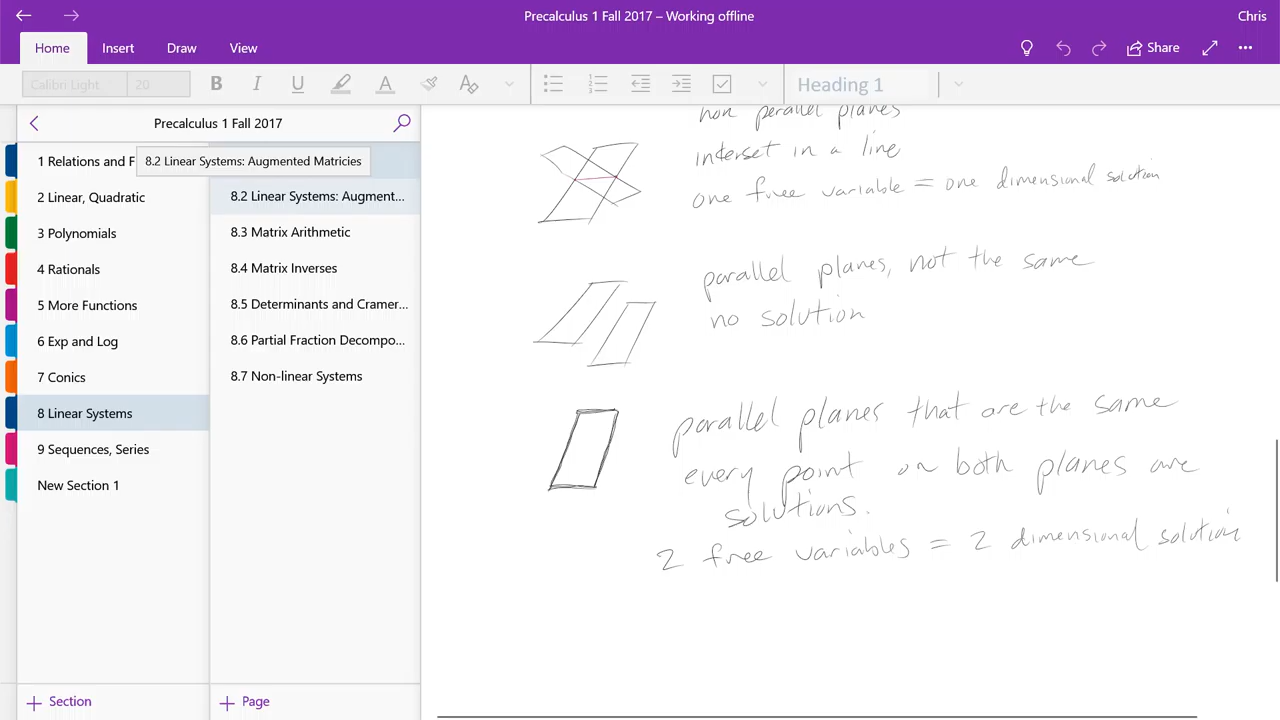 Precalculus 1 Fall 2017 – Working offline
Chris
Home
Insert
Draw
View
Share
Calibri Light
20
B
I
U
A
Heading 1
Precalculus 1 Fall 2017
1 Relations and F
8.2 Linear Systems: Augmented Matricies
2 Linear, Quadratic
3 Polynomials
4 Rationals
5 More Functions
6 Exp and Log
7 Conics
8 Linear Systems
9 Sequences, Series
New Section 1
8.2 Linear Systems: Augment...
8.3 Matrix Arithmetic
8.4 Matrix Inverses
8.5 Determinants and Cramer...
8.6 Partial Fraction Decompo...
8.7 Non-linear Systems
Section
Page
non perallel planes
interset in a line
one free variable = one dimensional solution
parallel planes, not the same
no solution
parallel planes that are the same
every point on both planes are
solutions.
2 free variables = 2 dimensional solution